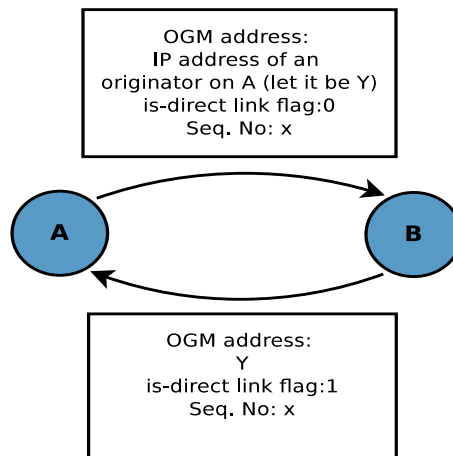 OGM address:
IP address of an
originator on A (let it be Y)
is-direct link flag:0
Seq. No: x
A
B
OGM address:
Y
is-direct link flag:1
Seq. No: x